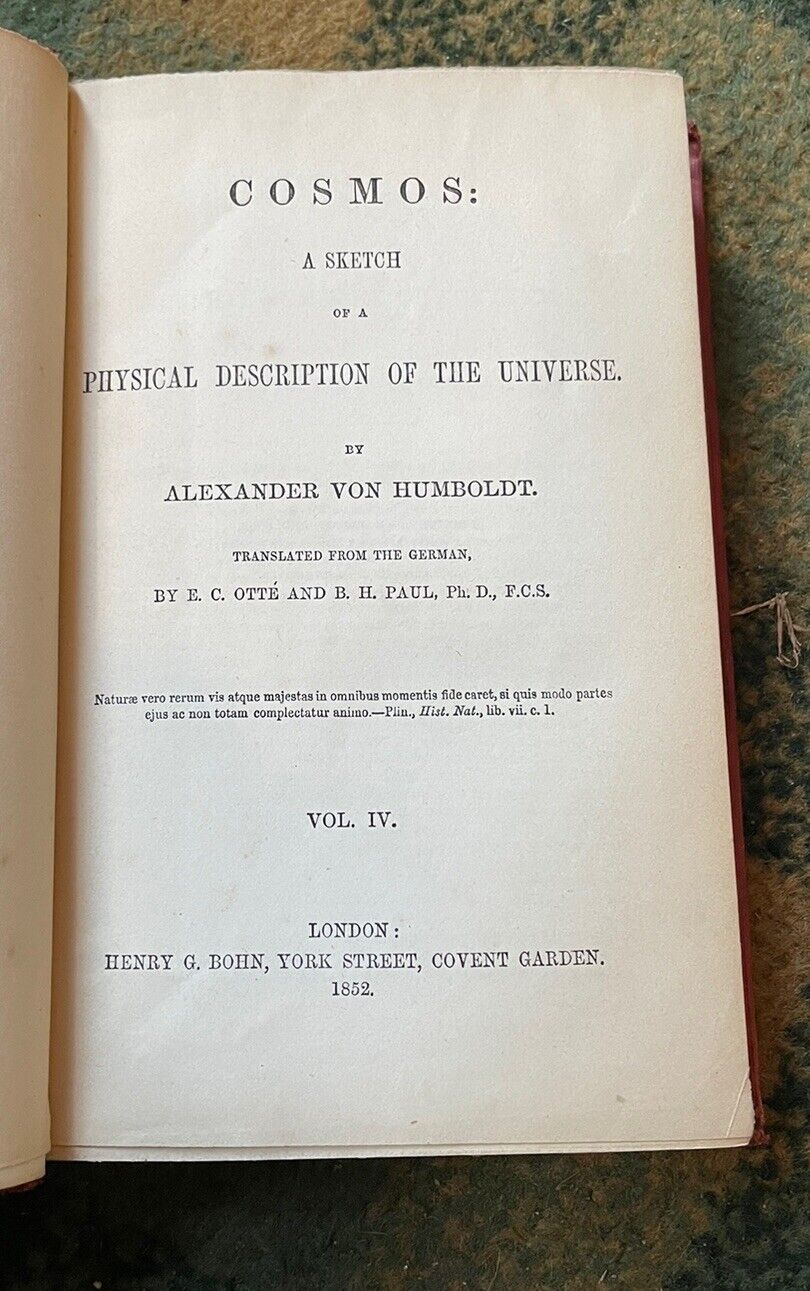 COSMOS:
A SKETCH
OF A
PHYSICAL DESCRIPTION OF THE UNIVERSE.
BY
ALEXANDER VON HUMBOLDT.
TRANSLATED FROM THE GERMAN,
BY E. C. OTTÉ AND B. H. PAUL, Ph. D., F.C.S.
Naturæ vero rerum vis atque majestas in omnibus momentis fide caret, si quis modo partes
ejus ac non totam complectatur animo.—Plin., Hist. Nat., lib. vii. c. 1.
VOL. IV.
LONDON:
HENRY G. BOHN, YORK STREET, COVENT GARDEN.
1852.